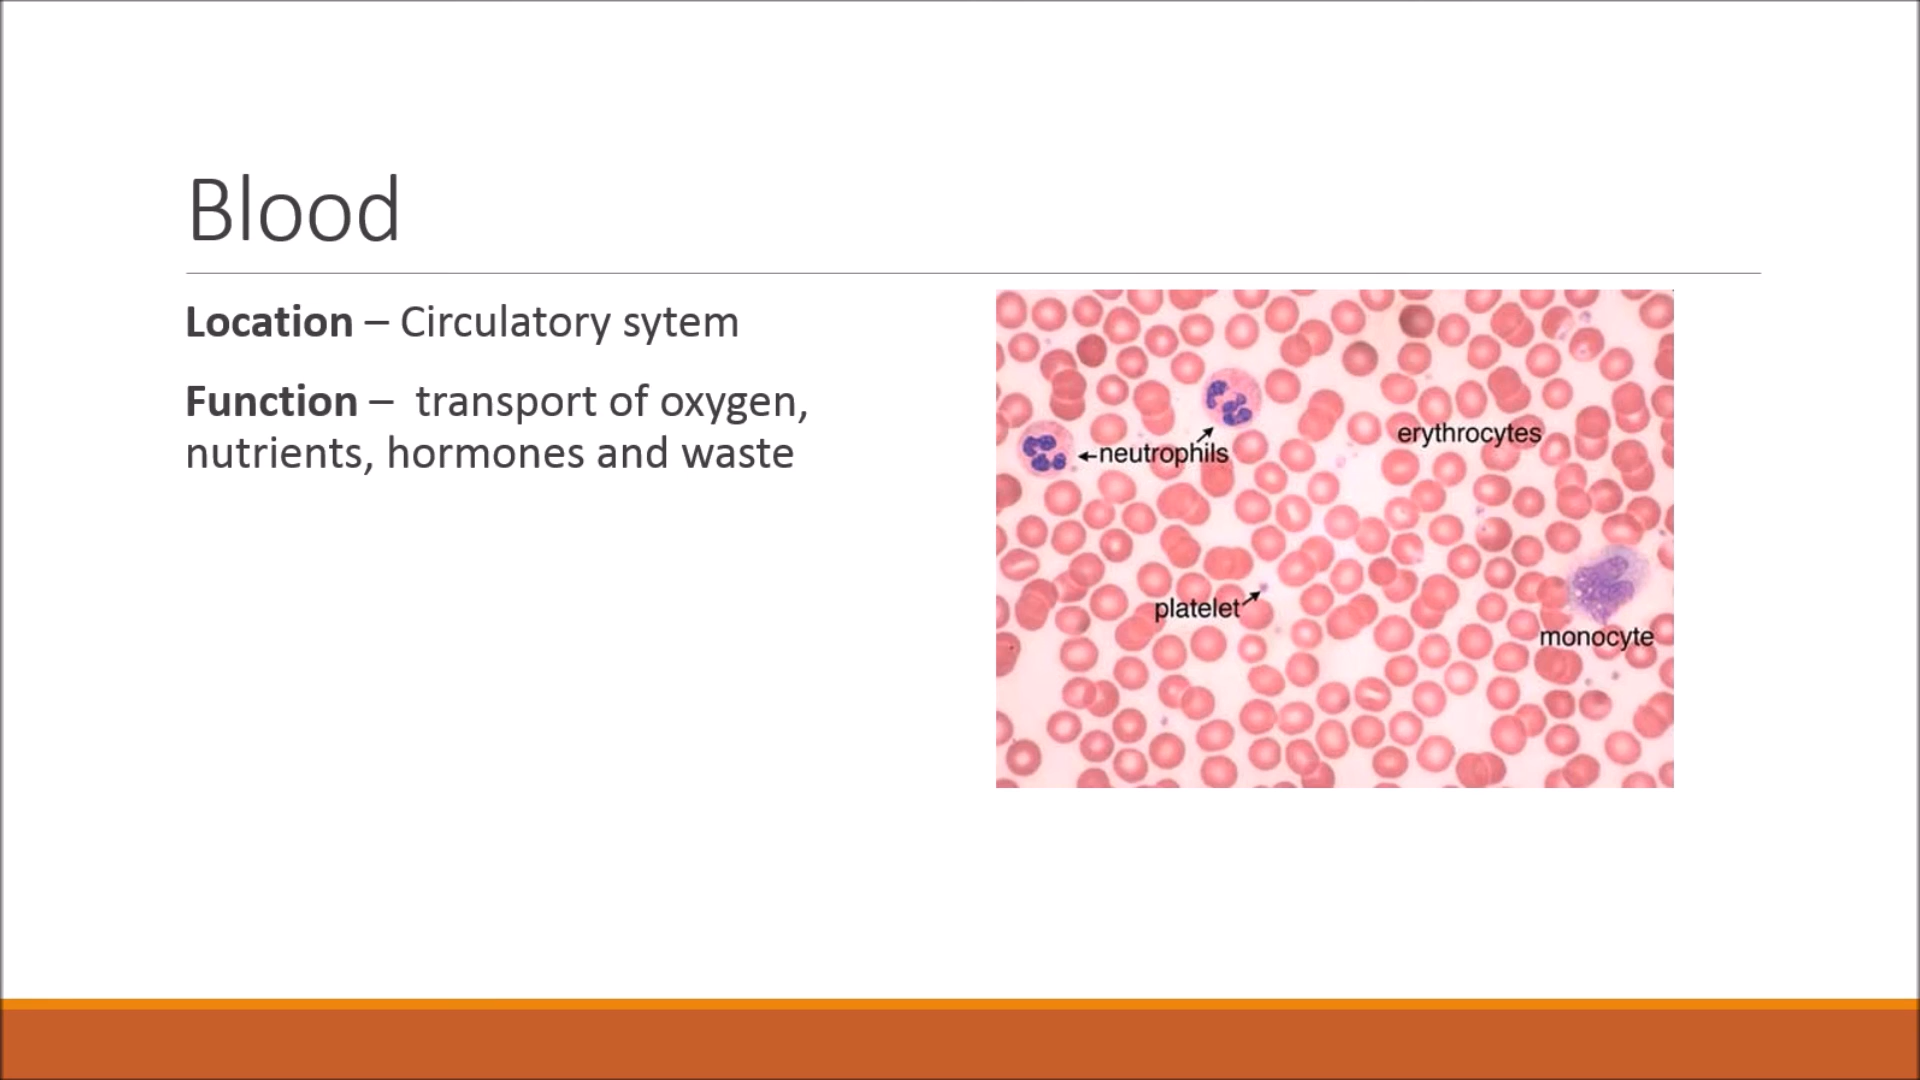 Blood
Location – Circulatory sytem
Function – transport of oxygen,
nutrients, hormones and waste
erythrocytes
neutrophils
platelet
monocyte